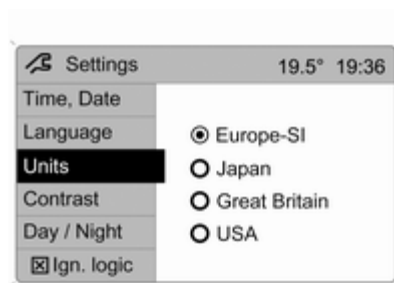 Settings 19.5° 19:36
Time, Date
Language
Units
Contrast
Day / Night
Ign. logic
Europe-SI
Japan
Great Britain
USA